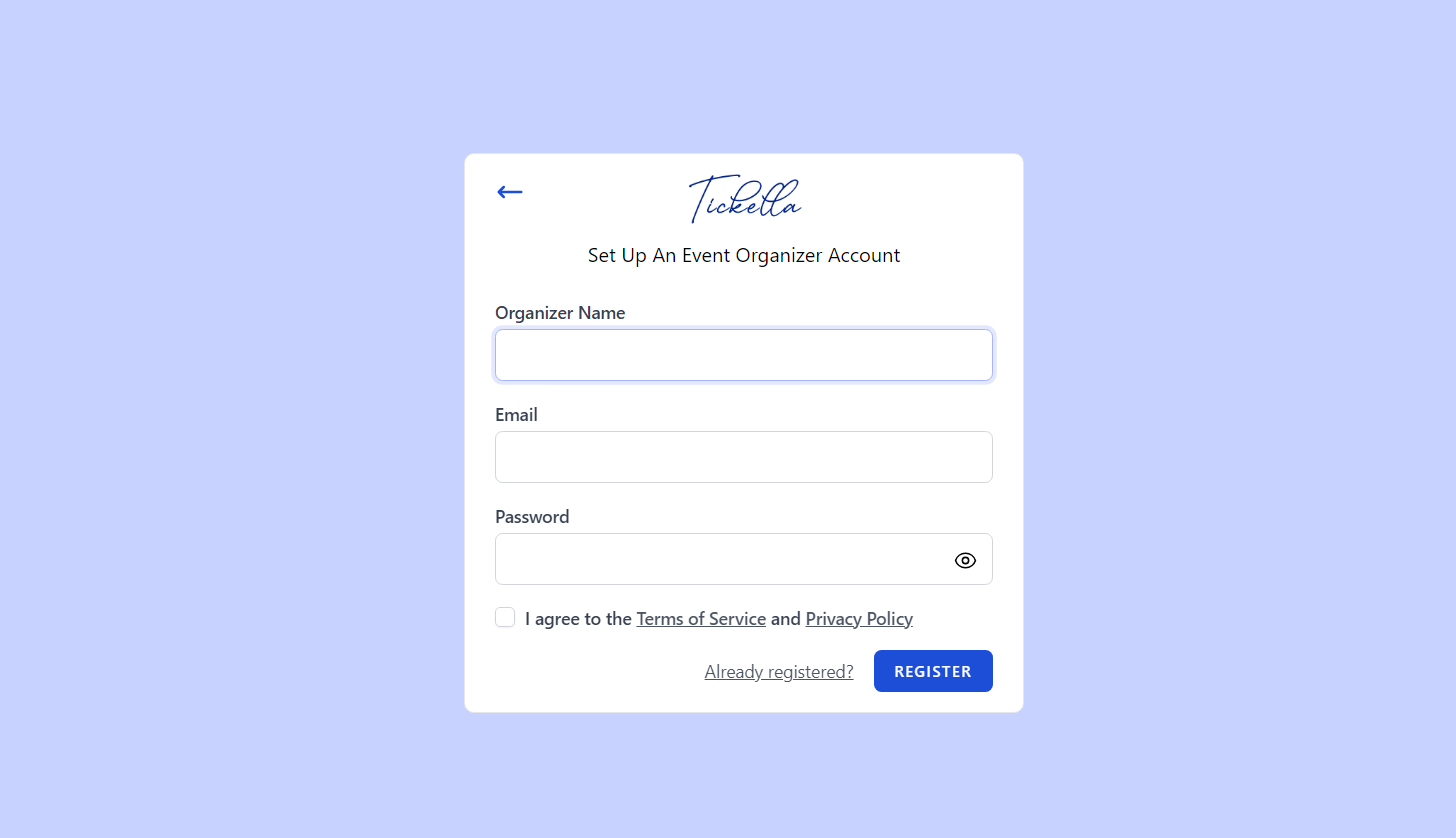 Tickella
Set Up An Event Organizer Account
Organizer Name
Email
Password
I agree to the Terms of Service and Privacy Policy
Already registered? REGISTER